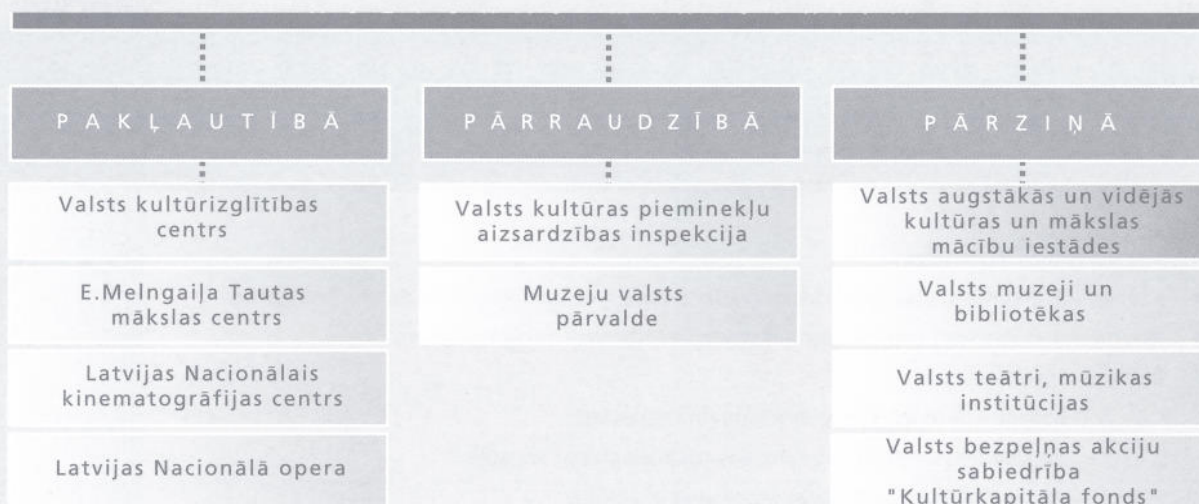 PAKĻAUTĪBĀ
Valsts kultūrizglītības
centrs
E.Melngaiļa Tautas
mākslas centrs
Latvijas Nacionālais
kinematogrāfijas centrs
Latvijas Nacionālā opera
PĀRRAUDZĪBĀ
Valsts kultūras pieminekļu
aizsardzības inspekcija
Muzeju valsts
pārvalde
PĀRZIŅĀ
Valsts augstākās un vidējās
kultūras un mākslas
mācību iestādes
Valsts muzeji un
bibliotēkas
Valsts teātri, mūzikas
institūcijas
Valsts bezpeļņas akciju
sabiedrība
"Kultūrkapitāla fonds"